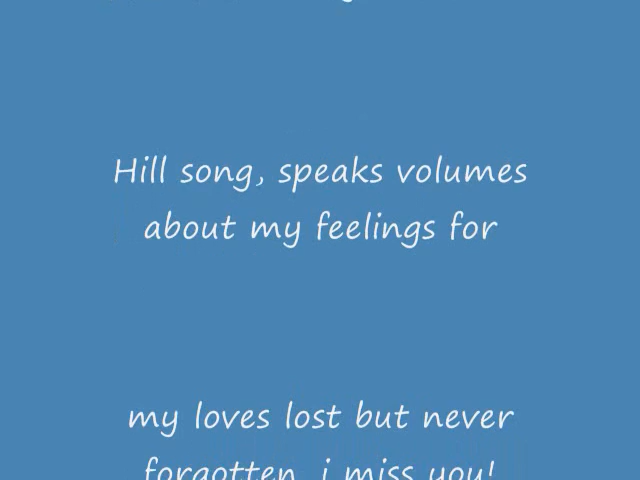 Hill song, speaks volumes
about my feelings for
my loves lost but never
forgotten, i miss you!